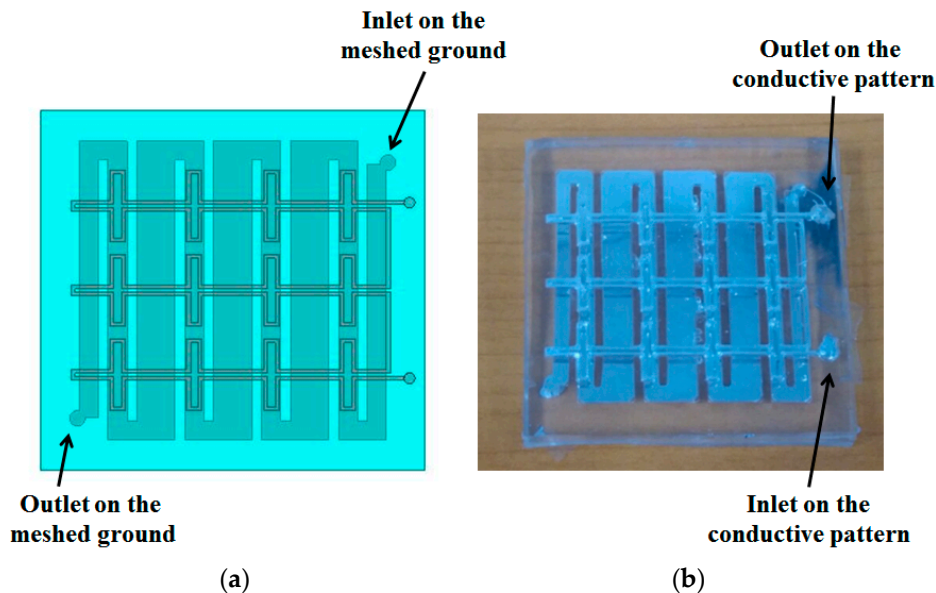 Inlet on the
meshed ground
Outlet on the
conductive pattern
Outlet on the
meshed ground
Inlet on the
conductive pattern
(a)
(b)